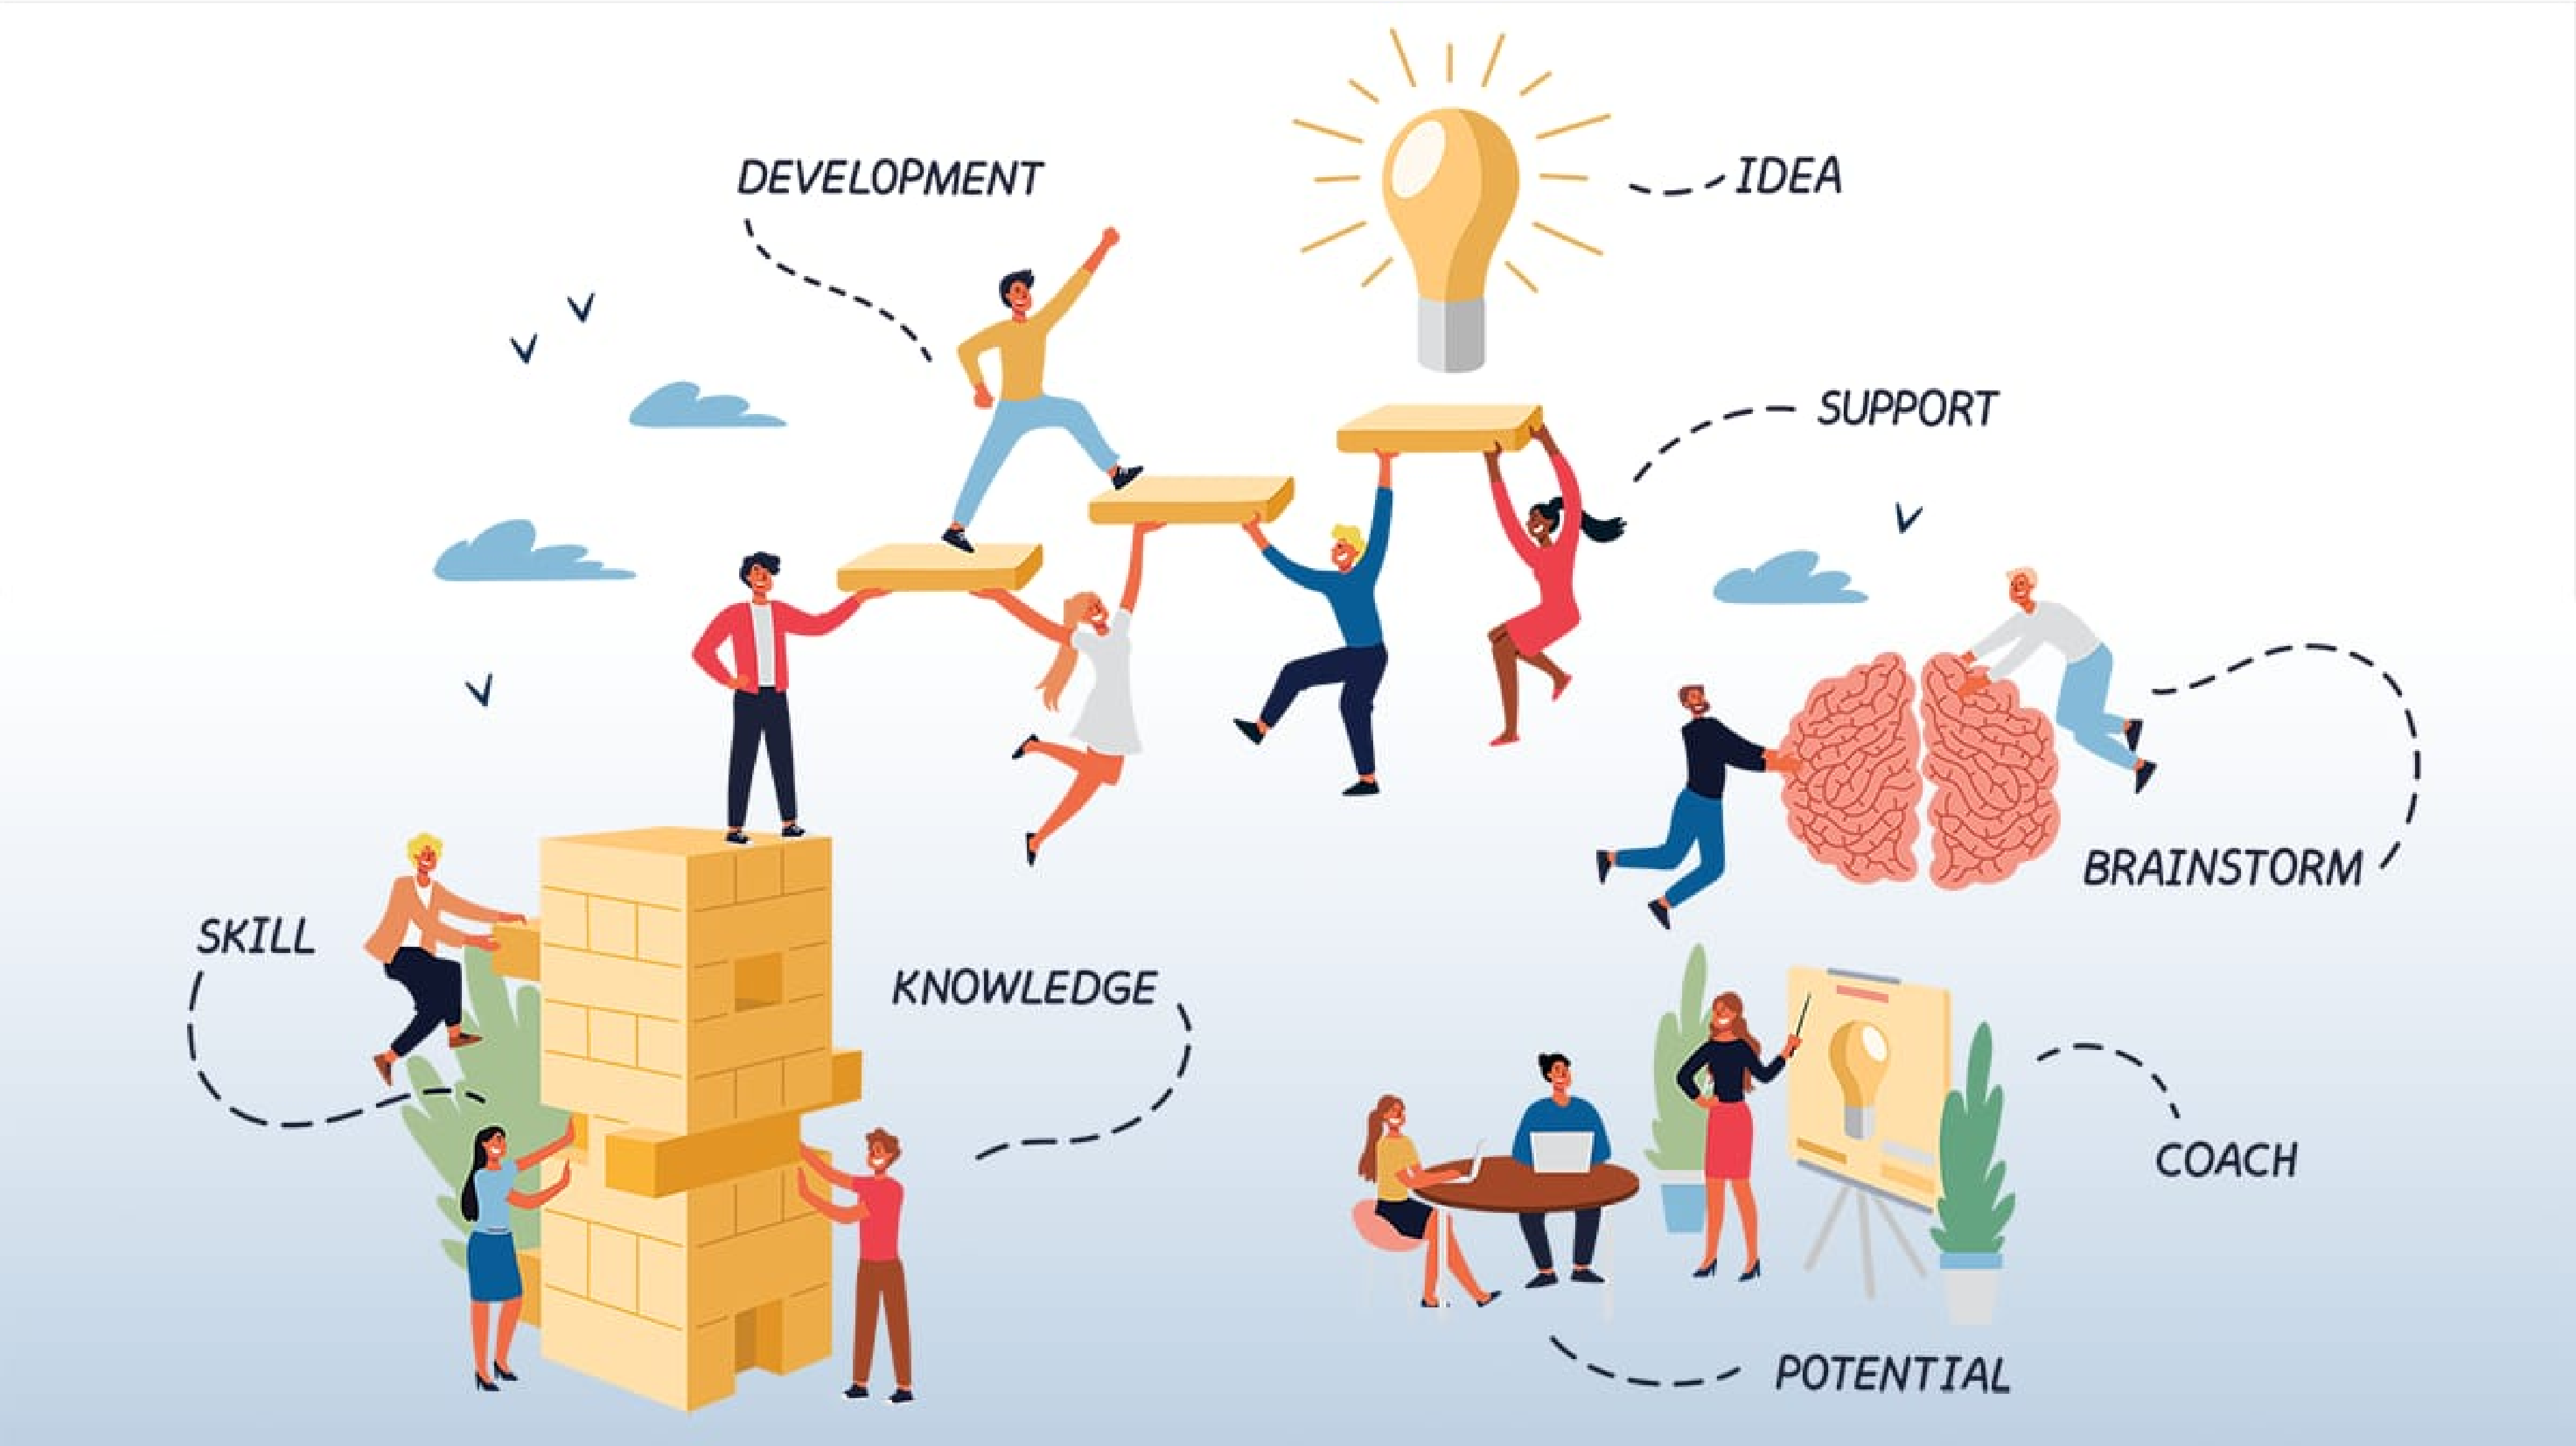 DEVELOPMENT
IDEA
SUPPORT
BRAINSTORM
SKILL
KNOWLEDGE
COACH
POTENTIAL